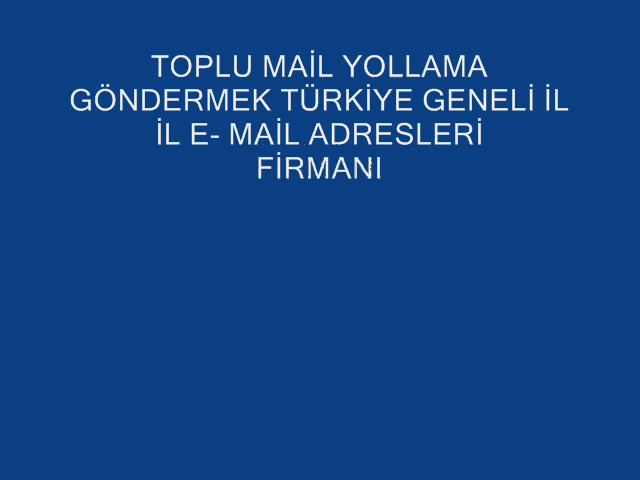 TOPLU MAİL YOLLAMA
GÖNDERMEK TÜRKİYE GENELİ İL
İL E- MAİL ADRESLERİ
FİRMANI